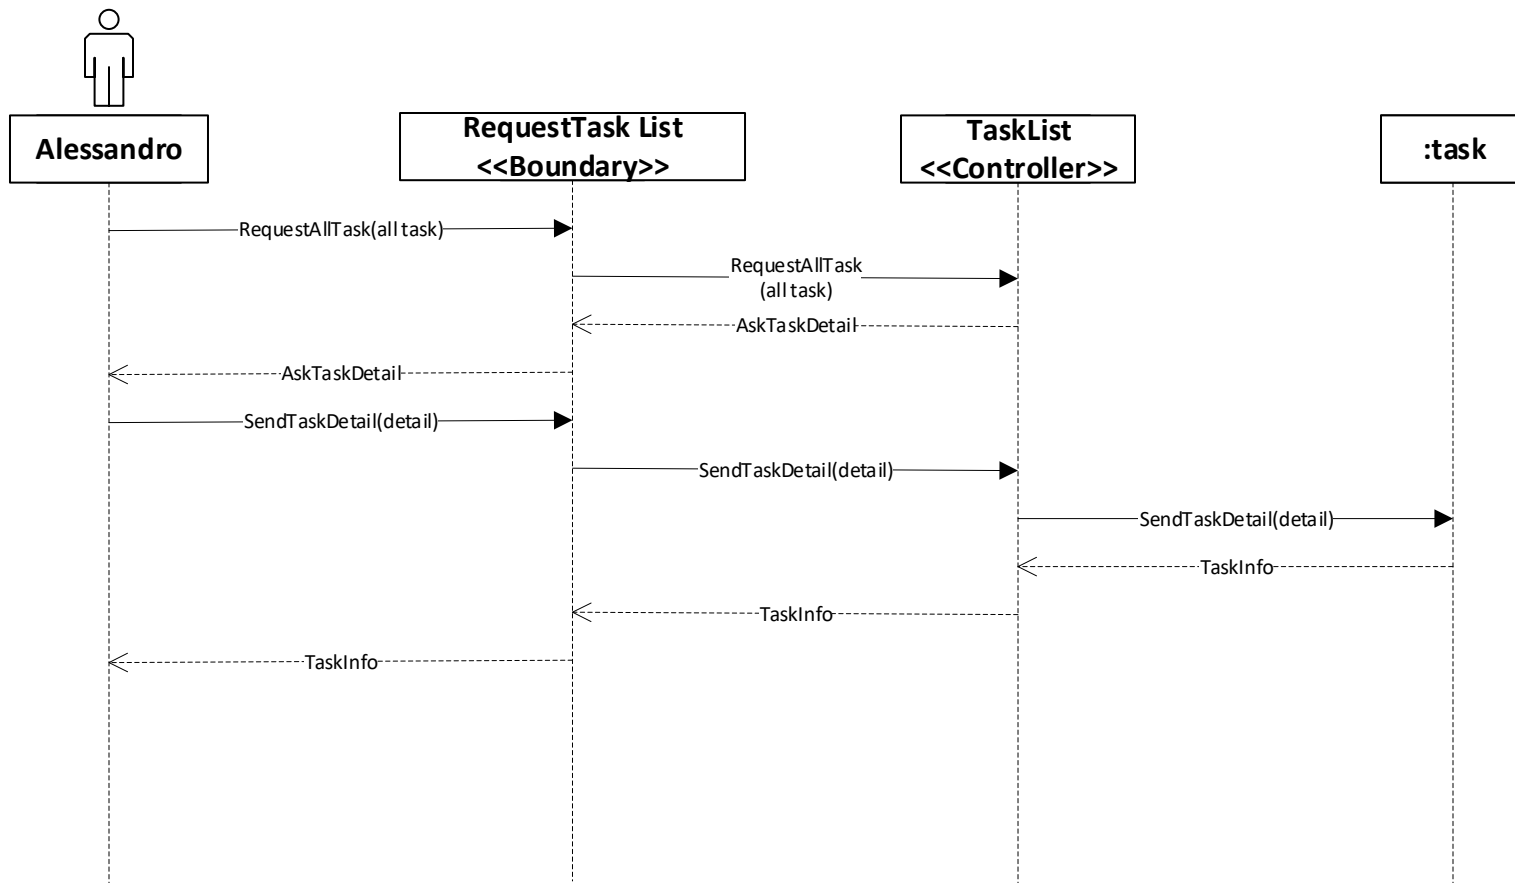 Alessandro
RequestTask List
<<Boundary>>
TaskList
<<Controller>>
:task
RequestAllTask(all task)
RequestAllTask
(all task)
AskTaskDetail
AskTaskDetail
SendTaskDetail(detail)
SendTaskDetail(detail)
SendTaskDetail(detail)
TaskInfo
TaskInfo
TaskInfo